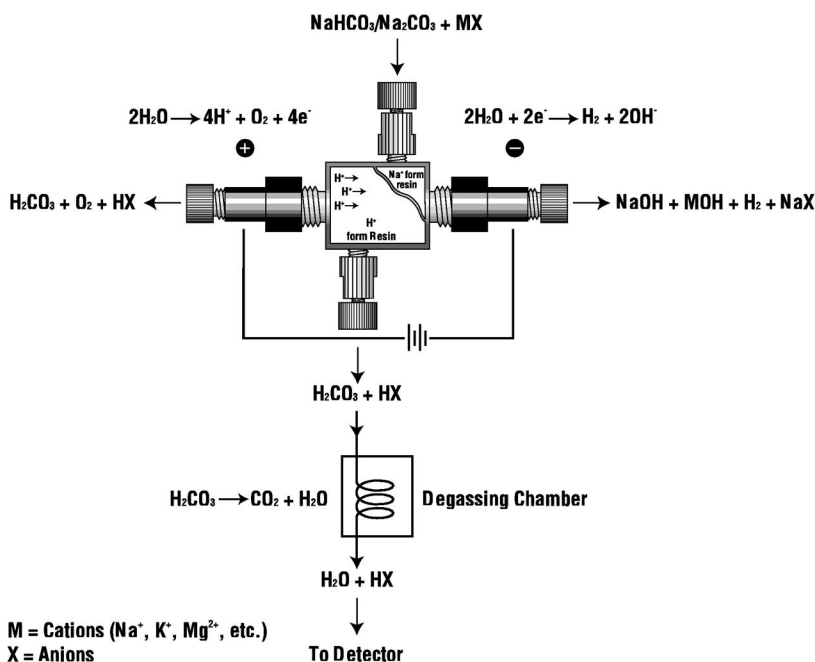 NaHCO₃/Na₂CO₃ + MX
2H₂O → 4H⁺ + O₂ + 4e⁻
2H₂O + 2e⁻ → H₂ + 2OH⁻
+
−
H⁺→
H⁺→
H⁺→
Na⁺ form
resin
H⁺
form Resin
H₂CO₃ + O₂ + HX
NaOH + MOH + H₂ + NaX
H₂CO₃ + HX
H₂CO₃ → CO₂ + H₂O
Degassing Chamber
H₂O + HX
M = Cations (Na⁺, K⁺, Mg²⁺, etc.)
X = Anions
To Detector